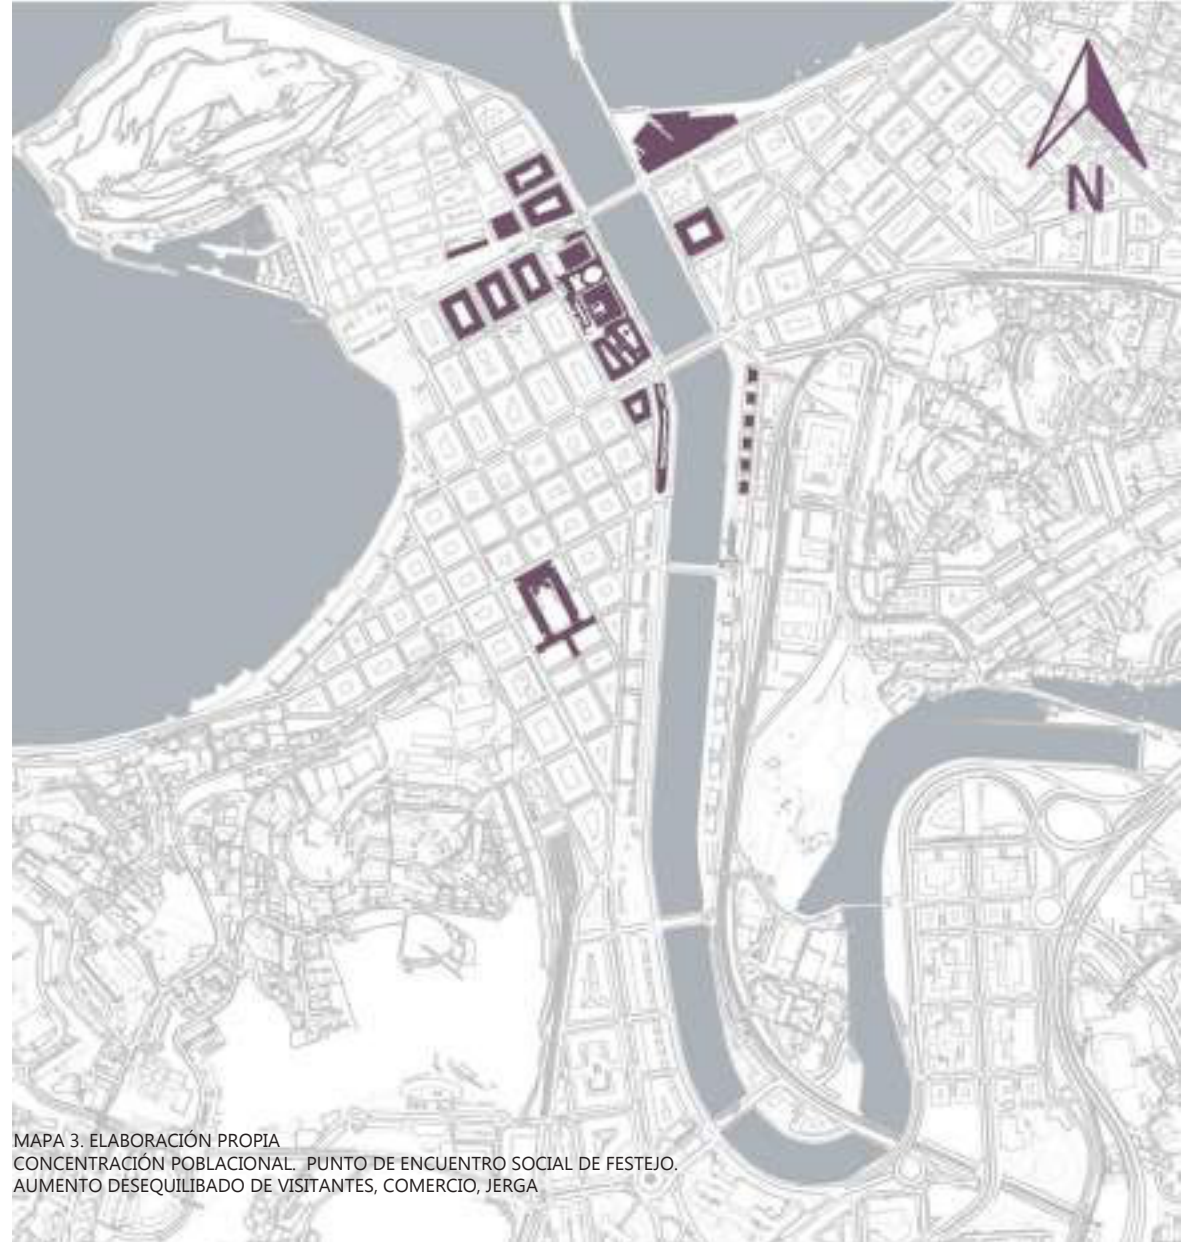 N
MAPA 3. ELABORACIÓN PROPIA
CONCENTRACIÓN POBLACIONAL. PUNTO DE ENCUENTRO SOCIAL DE FESTEJO.
AUMENTO DESEQUILIBADO DE VISITANTES, COMERCIO, JERGA